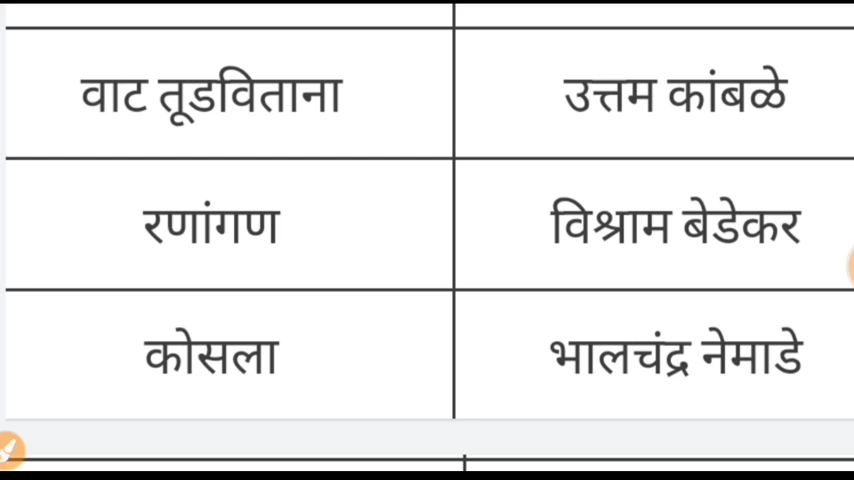 वाट तूडविताना उत्तम कांबळे
रणांगण विश्राम बेडेकर
कोसला भालचंद्र नेमाडे